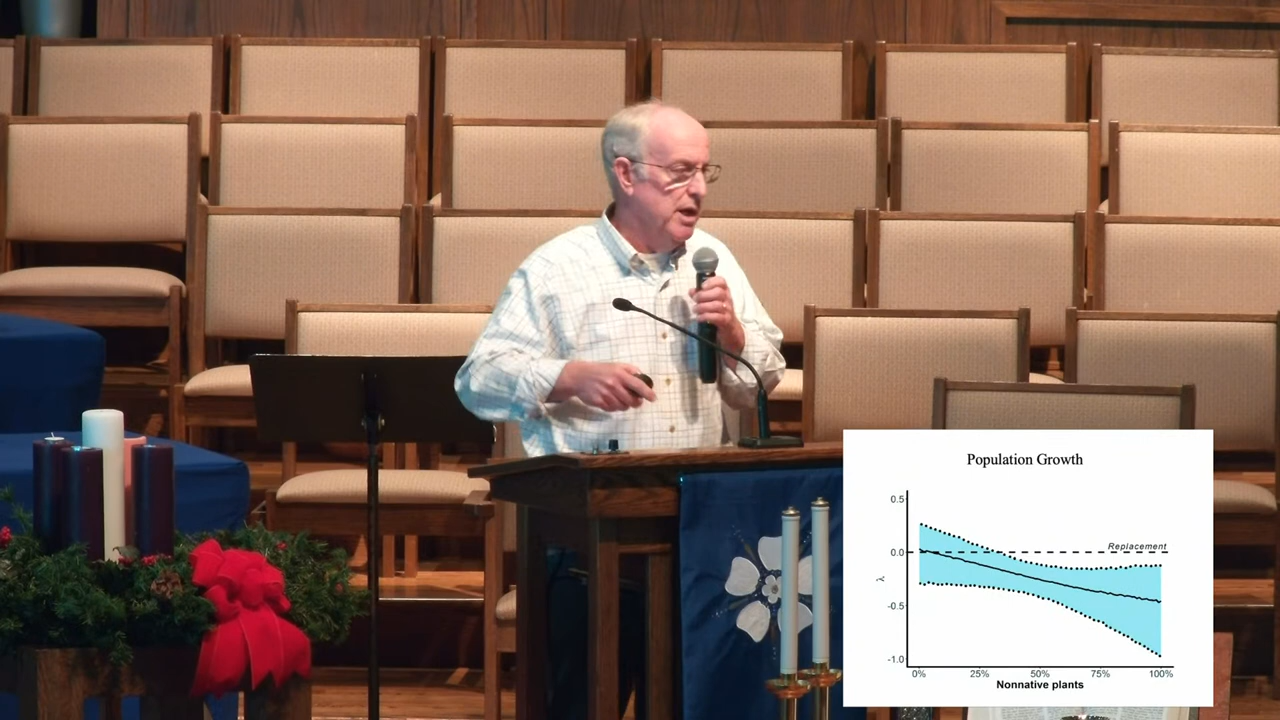 Population Growth
0.5
Replacement
0.0
λ
-0.5
-1.0
0% 25% 50% 75% 100%
Nonnative plants